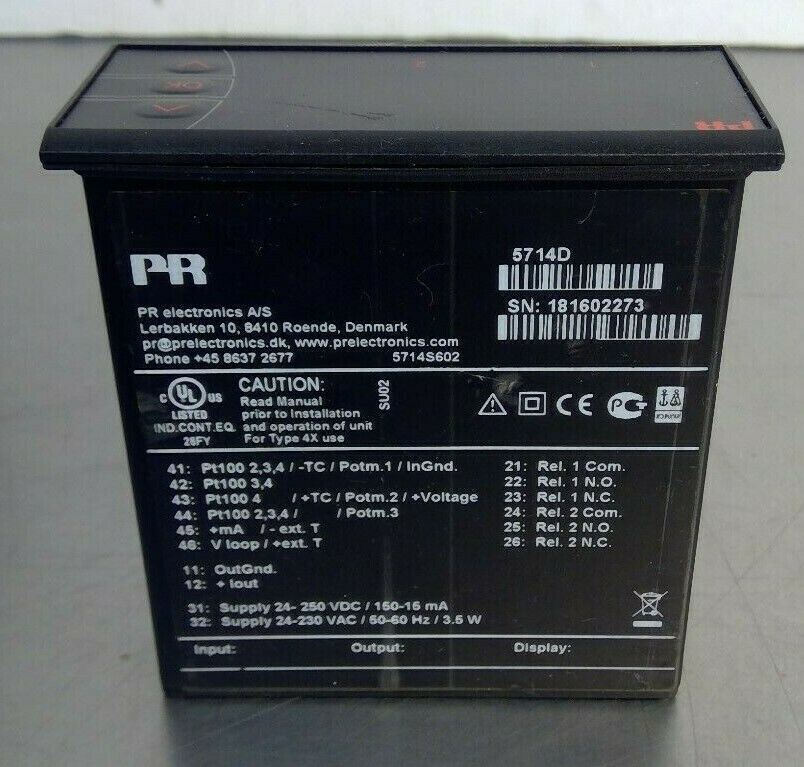 OK
2
1
PR
PR
5714D
SN: 181602273
PR electronics A/S
Lerbakken 10, 8410 Roende, Denmark
pr@prelectronics.dk, www.prelectronics.com
Phone +45 8637 2677
5714S602
C UL US
LISTED
IND.CONT.EQ.
28FY
CAUTION:
Read Manual
prior to installation
and operation of unit
For Type 4X use
SU02
CE
41: Pt100 2,3,4 / -TC / Potm.1 / InGnd.
42: Pt100 3,4
43: Pt100 4 / +TC / Potm.2 / +Voltage
44: Pt100 2,3,4 / / Potm.3
45: +mA / - ext. T
46: V loop / +ext. T
11: OutGnd.
12: + Iout
21: Rel. 1 Com.
22: Rel. 1 N.O.
23: Rel. 1 N.C.
24: Rel. 2 Com.
25: Rel. 2 N.O.
26: Rel. 2 N.C.
31: Supply 24- 250 VDC / 150-15 mA
32: Supply 24-230 VAC / 50-60 Hz / 3.5 W
Input: Output: Display: